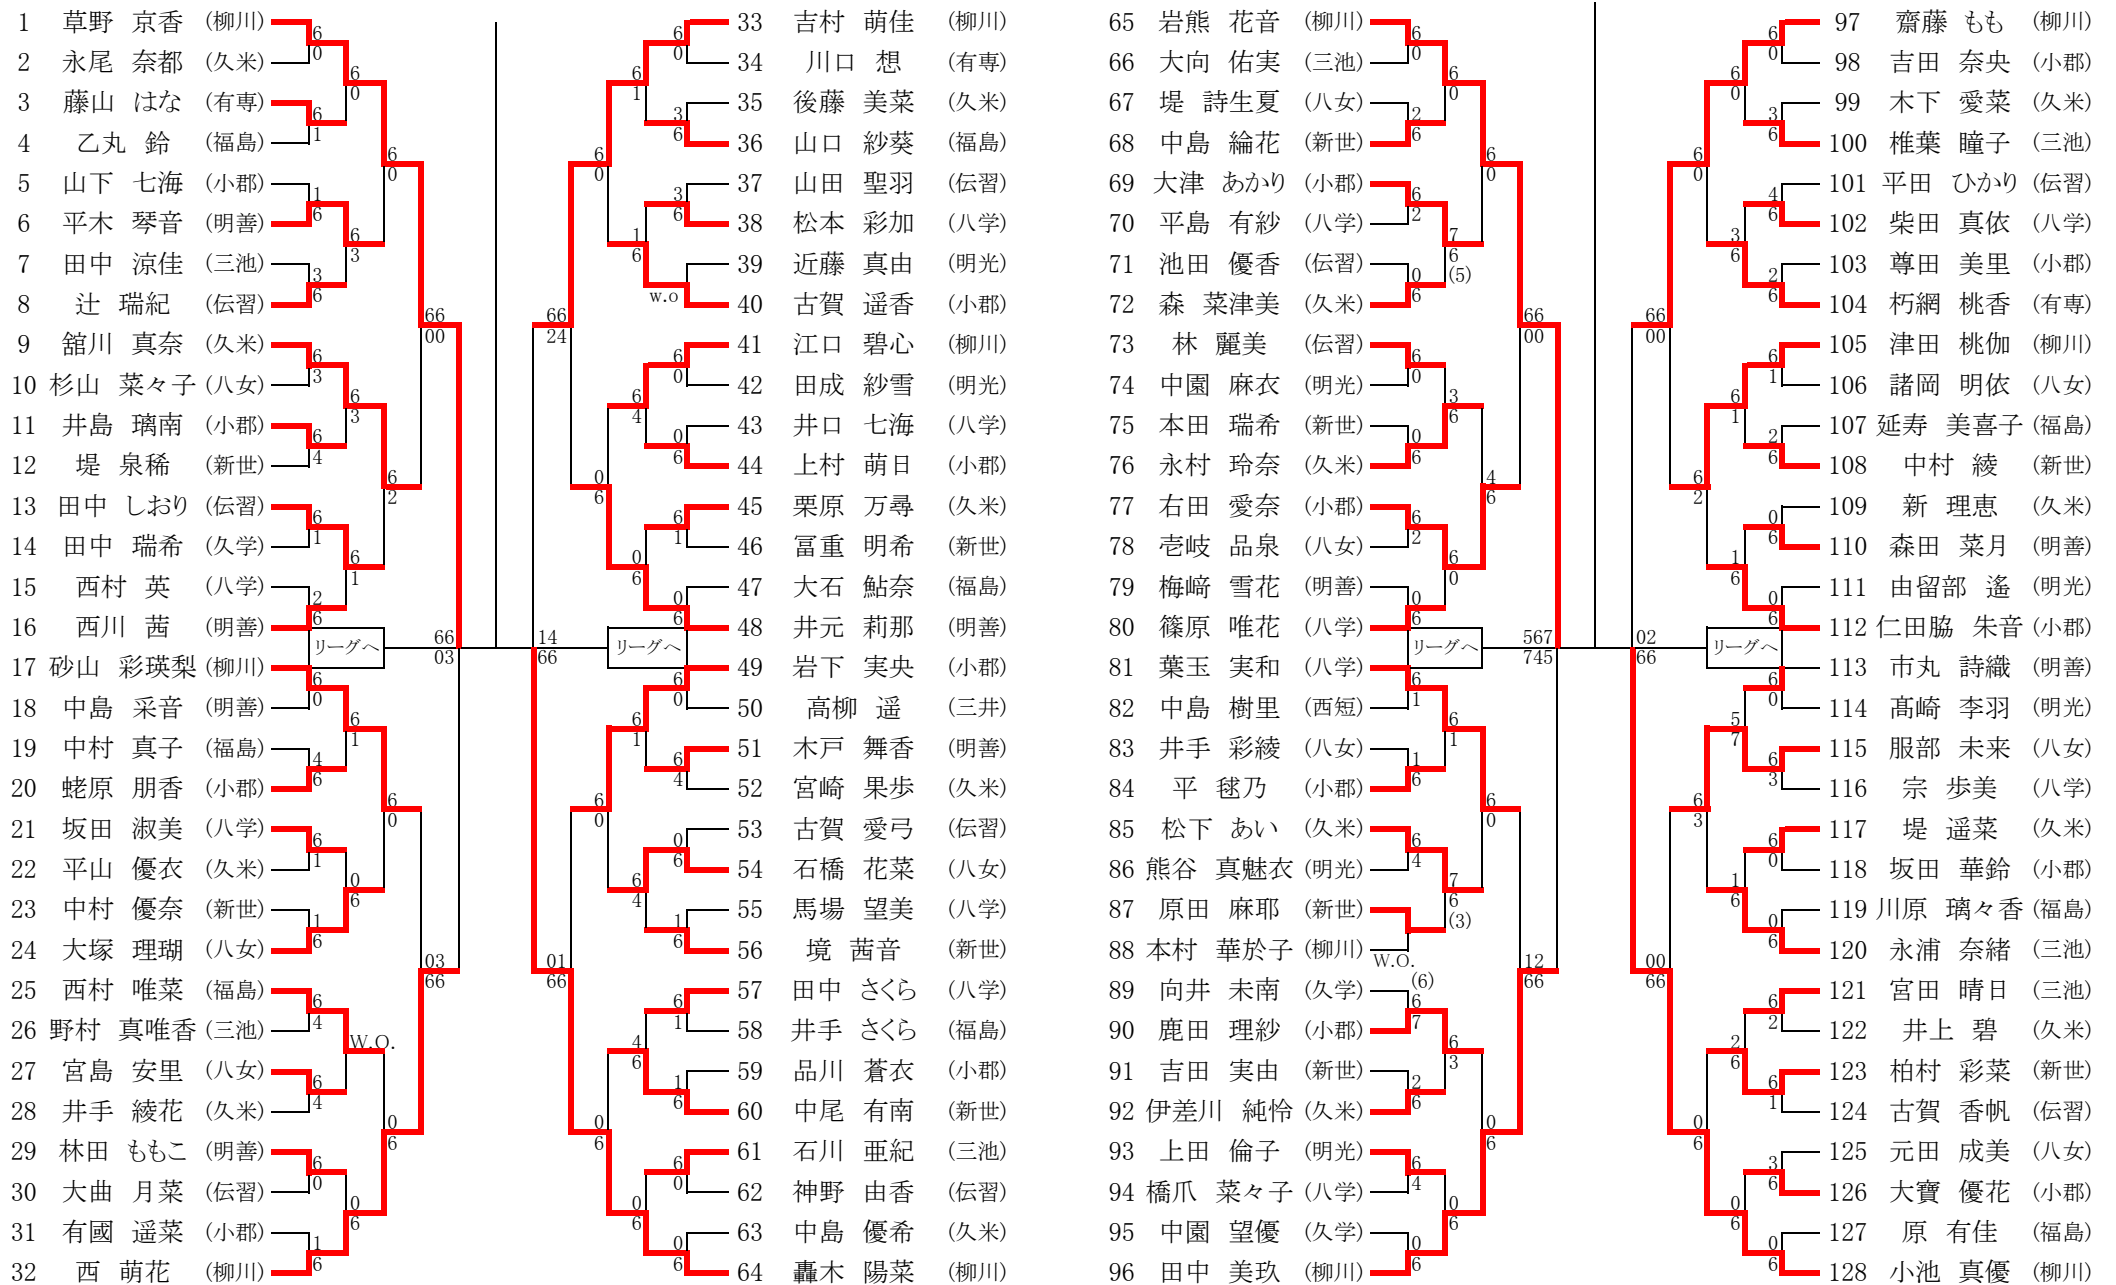 1 草野 京香 (柳川)
2 永尾 奈都 (久米)
3 藤山 はな (有専)
4 乙丸 鈴 (福島)
5 山下 七海 (小郡)
6 平木 琴音 (明善)
7 田中 涼佳 (三池)
8 辻 瑞紀 (伝習)
9 舘川 真奈 (久米)
10 杉山 菜々子 (八女)
11 井島 璃南 (小郡)
12 堤 泉稀 (新世)
13 田中 しおり (伝習)
14 田中 瑞希 (久学)
15 西村 英 (八学)
16 西川 茜 (明善)
リーグへ
17 砂山 彩瑛梨 (柳川)
18 中島 采音 (明善)
19 中村 真子 (福島)
20 蛯原 朋香 (小郡)
21 坂田 淑美 (八学)
22 平山 優衣 (久米)
23 中村 優奈 (新世)
24 大塚 理瑚 (八女)
25 西村 唯菜 (福島)
26 野村 真唯香 (三池)
W.O.
27 宮島 安里 (八女)
28 井手 綾花 (久米)
29 林田 ももこ (明善)
30 大曲 月菜 (伝習)
31 有國 遥菜 (小郡)
32 西 萌花 (柳川)
33 吉村 萌佳 (柳川)
34 川口 想 (有専)
35 後藤 美菜 (久米)
36 山口 紗葵 (福島)
37 山田 聖羽 (伝習)
38 松本 彩加 (八学)
39 近藤 真由 (明光)
w.o
40 古賀 遥香 (小郡)
41 江口 碧心 (柳川)
42 田成 紗雪 (明光)
43 井口 七海 (八学)
44 上村 萌日 (小郡)
45 栗原 万尋 (久米)
46 冨重 明希 (新世)
47 大石 鮎奈 (福島)
48 井元 莉那 (明善)
リーグへ
49 岩下 実央 (小郡)
50 高柳 遥 (三井)
51 木戸 舞香 (明善)
52 宮崎 果歩 (久米)
53 古賀 愛弓 (伝習)
54 石橋 花菜 (八女)
55 馬場 望美 (八学)
56 境 茜音 (新世)
57 田中 さくら (八学)
58 井手 さくら (福島)
59 品川 蒼衣 (小郡)
60 中尾 有南 (新世)
61 石川 亜紀 (三池)
62 神野 由香 (伝習)
63 中島 優希 (久米)
64 轟木 陽菜 (柳川)
65 岩熊 花音 (柳川)
66 大向 佑実 (三池)
67 堤 詩生夏 (八女)
68 中島 綸花 (新世)
69 大津 あかり (小郡)
70 平島 有紗 (八学)
71 池田 優香 (伝習)
72 森 菜津美 (久米)
73 林 麗美 (伝習)
74 中園 麻衣 (明光)
75 本田 瑞希 (新世)
76 永村 玲奈 (久米)
77 右田 愛奈 (小郡)
78 壱岐 品泉 (八女)
79 梅﨑 雪花 (明善)
80 篠原 唯花 (八学)
リーグへ
81 葉玉 実和 (八学)
82 中島 樹里 (西短)
83 井手 彩綾 (八女)
84 平 毬乃 (小郡)
85 松下 あい (久米)
86 熊谷 真魅衣 (明光)
87 原田 麻耶 (新世)
88 本村 華於子 (柳川)
W.O.
89 向井 未南 (久学)
90 鹿田 理紗 (小郡)
91 吉田 実由 (新世)
92 伊差川 純怜 (久米)
93 上田 倫子 (明光)
94 橋爪 菜々子 (八学)
95 中園 望優 (久学)
96 田中 美玖 (柳川)
97 齋藤 もも (柳川)
98 吉田 奈央 (小郡)
99 木下 愛菜 (久米)
100 椎葉 瞳子 (三池)
101 平田 ひかり (伝習)
102 柴田 真依 (八学)
103 尊田 美里 (小郡)
104 朽網 桃香 (有専)
105 津田 桃伽 (柳川)
106 諸岡 明依 (八女)
107 延寿 美喜子 (福島)
108 中村 綾 (新世)
109 新 理恵 (久米)
110 森田 菜月 (明善)
111 由留部 遙 (明光)
112 仁田脇 朱音 (小郡)
リーグへ
113 市丸 詩織 (明善)
114 髙崎 李羽 (明光)
115 服部 未来 (八女)
116 宗 歩美 (八学)
117 堤 遥菜 (久米)
118 坂田 華鈴 (小郡)
119 川原 璃々香 (福島)
120 永浦 奈緒 (三池)
121 宮田 晴日 (三池)
122 井上 碧 (久米)
123 柏村 彩菜 (新世)
124 古賀 香帆 (伝習)
125 元田 成美 (八女)
126 大寶 優花 (小郡)
127 原 有佳 (福島)
128 小池 真優 (柳川)